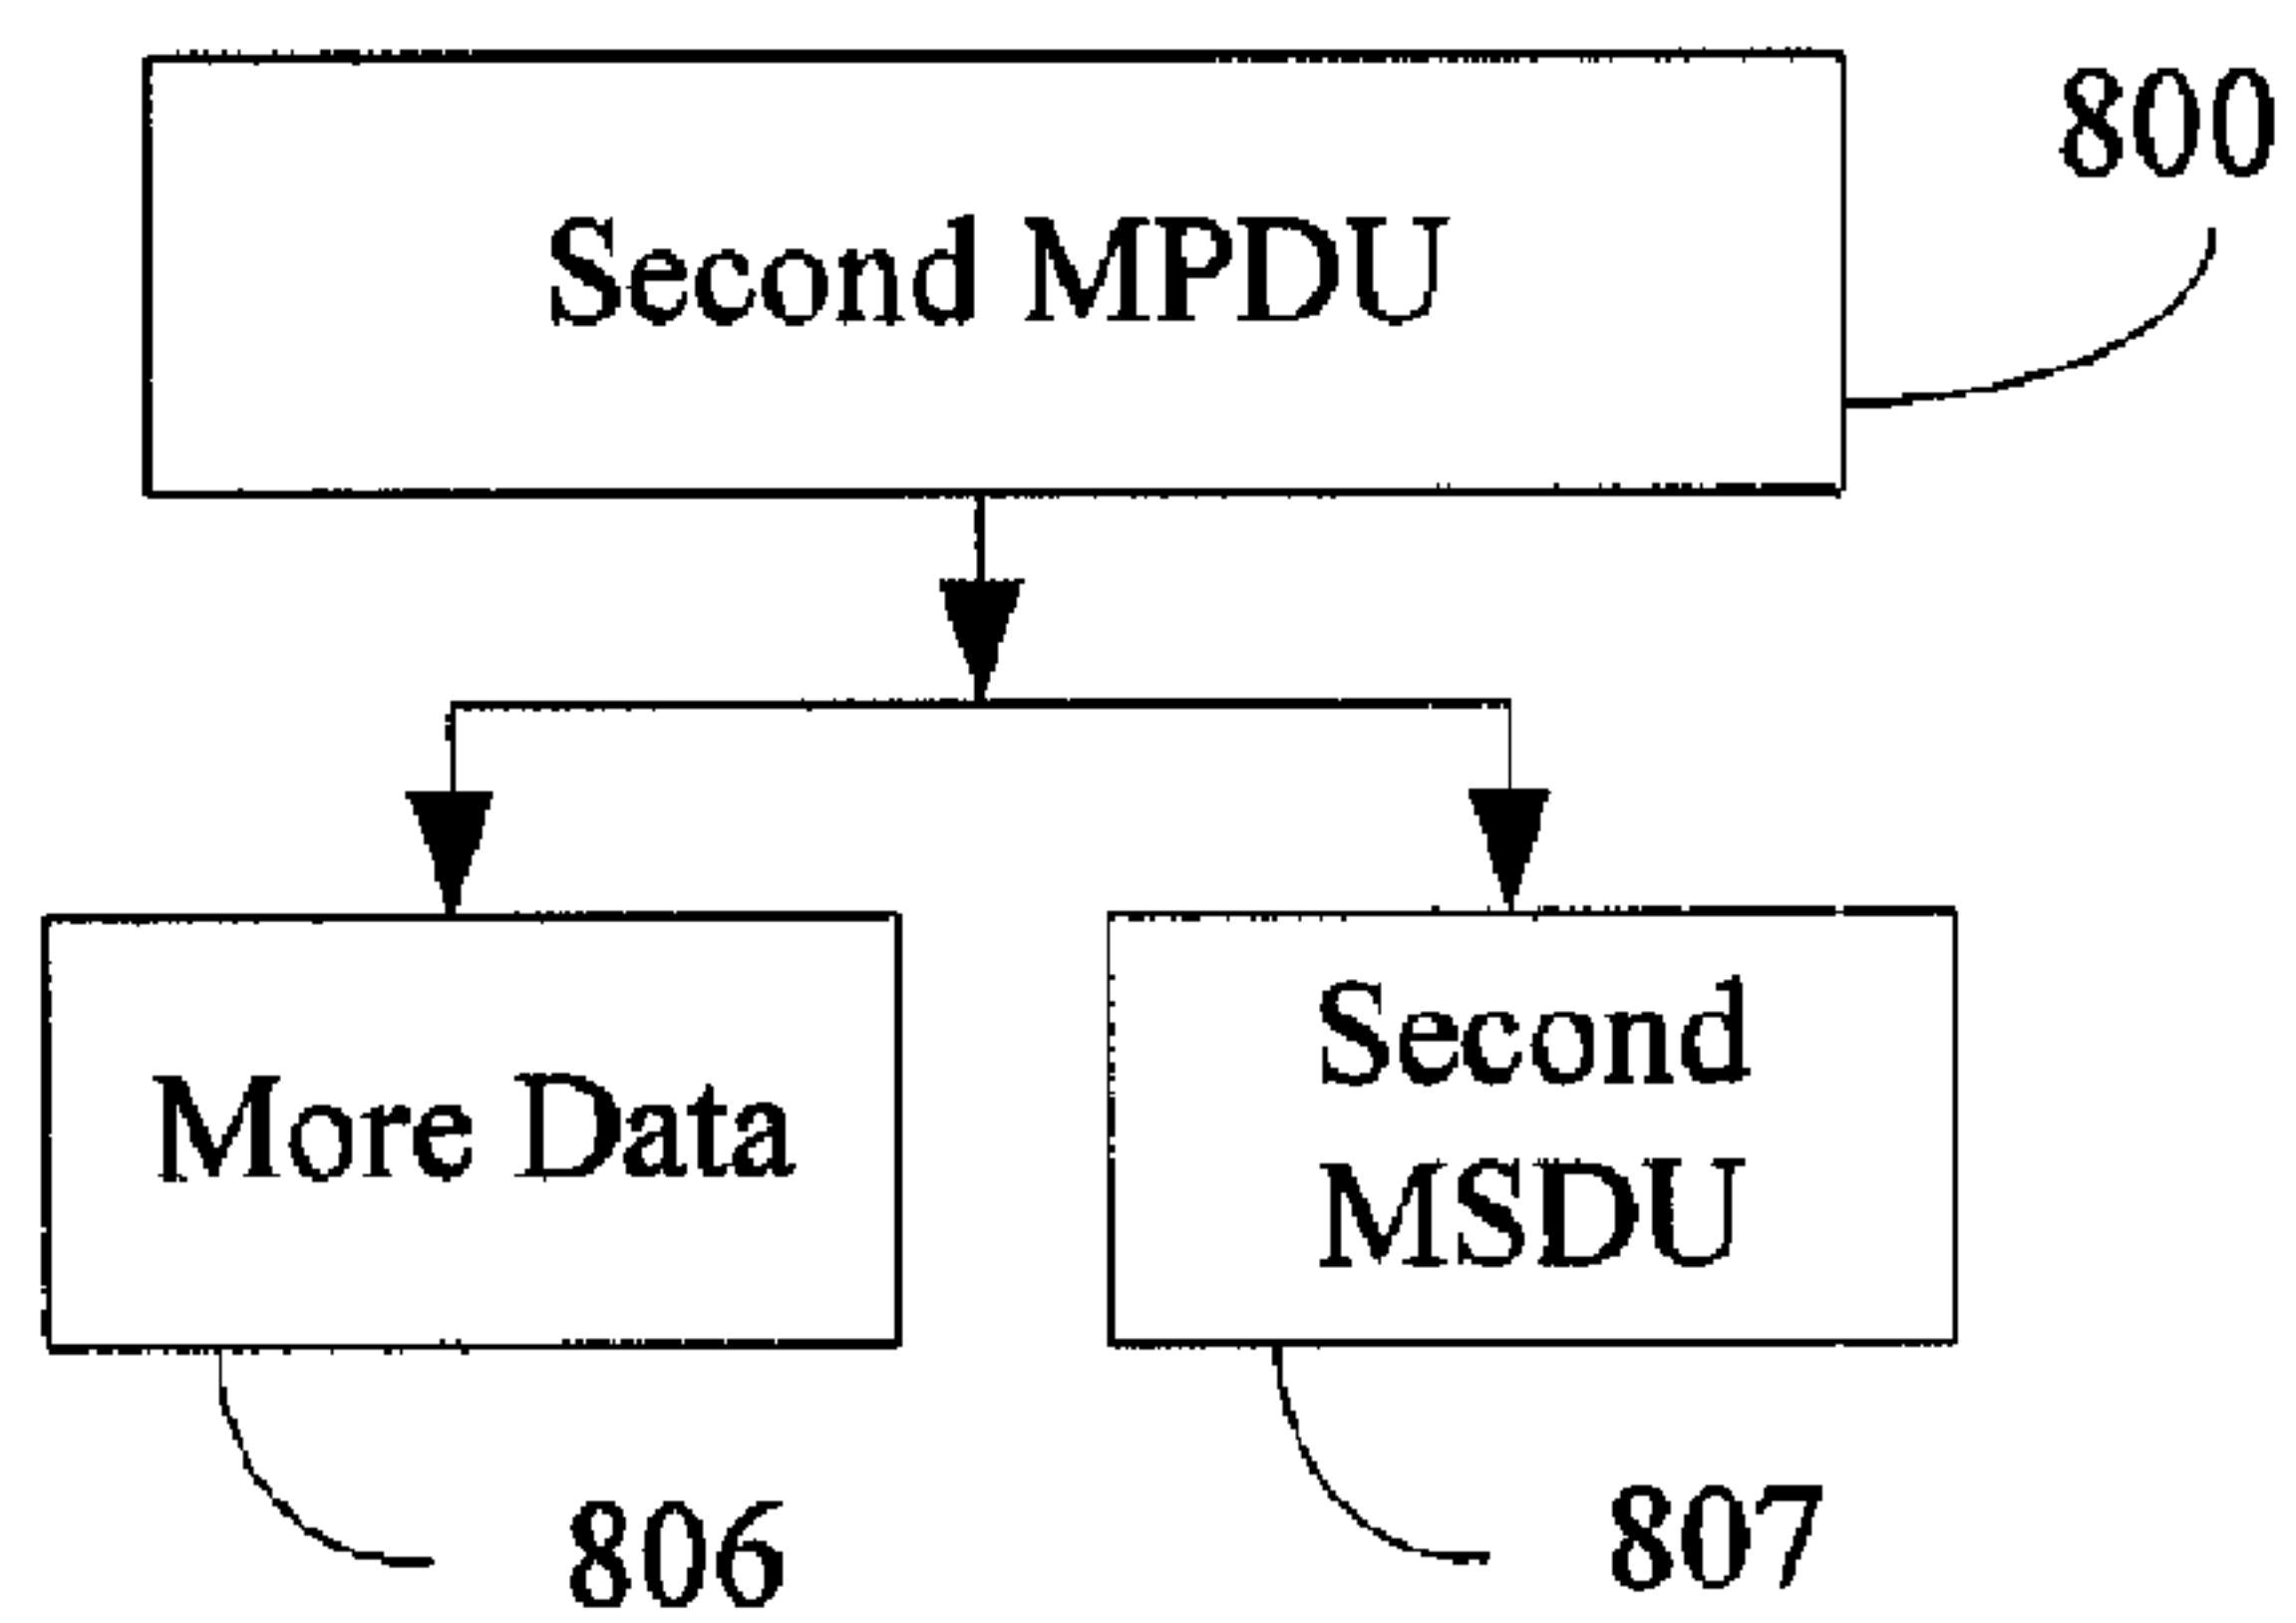 800
Second MPDU
More Data
Second
MSDU
806
807